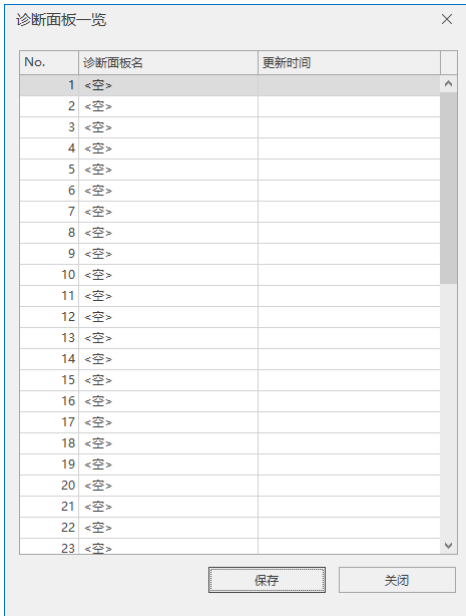 诊断面板一览
No. 诊断面板名 更新时间
1 <空>
2 <空>
3 <空>
4 <空>
5 <空>
6 <空>
7 <空>
8 <空>
9 <空>
10 <空>
11 <空>
12 <空>
13 <空>
14 <空>
15 <空>
16 <空>
17 <空>
18 <空>
19 <空>
20 <空>
21 <空>
22 <空>
23 <空>
保存 关闭